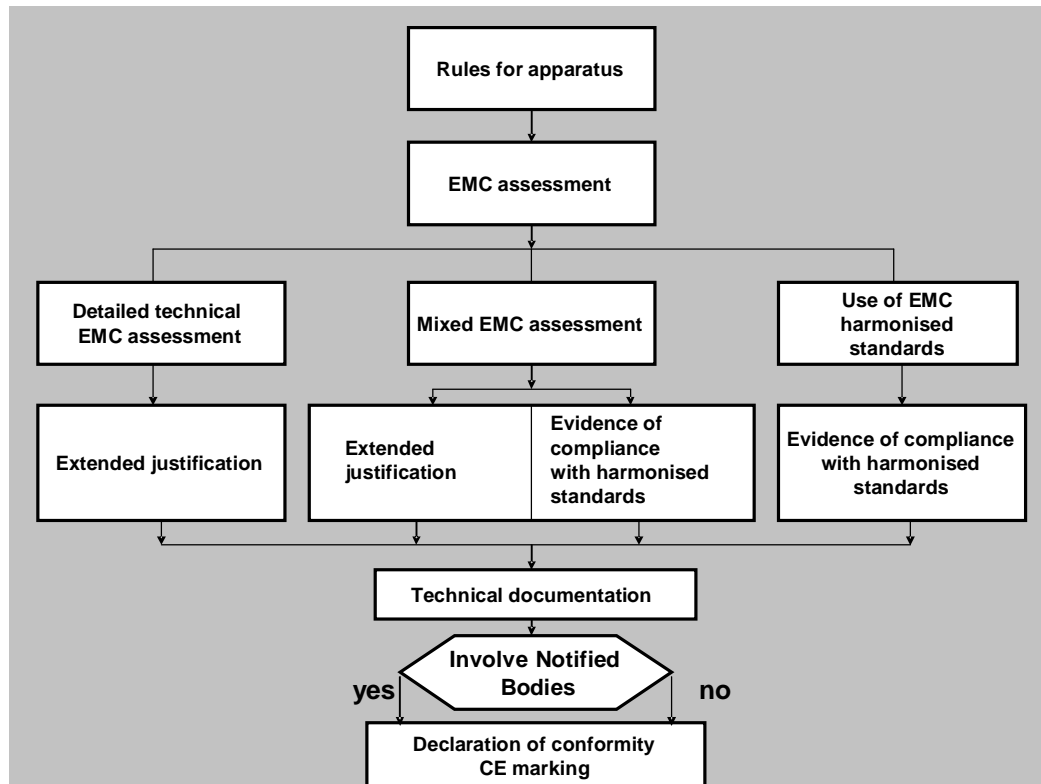 Rules for apparatus
EMC assessment
Detailed technical
EMC assessment
Mixed EMC assessment
Use of EMC
harmonised
standards
Extended justification
Extended
justification
Evidence of
compliance
with harmonised
standards
Evidence of compliance
with harmonised
standards
Technical documentation
Involve Notified
Bodies
yes
no
Declaration of conformity
CE marking